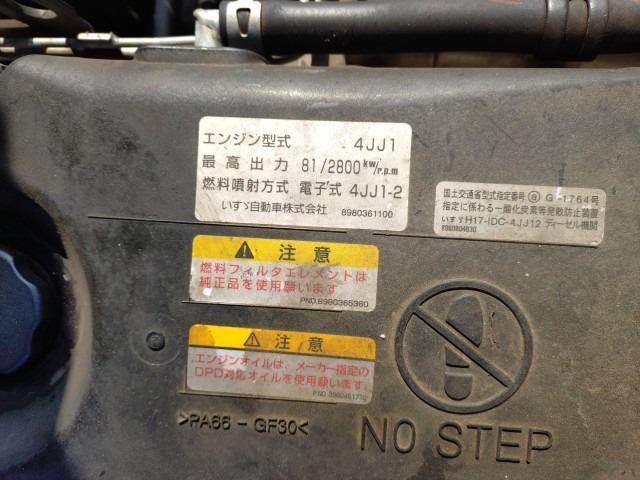 エンジン型式 4JJ1
最高出力 81/2800kw/r.p.m
燃料噴射方式 電子式 4JJ1-2
いすゞ自動車株式会社 8980361100
国土交通省型式指定番号 G-1764号
指定に係わる一酸化炭素等発散防止装置
いすゞH17-IDC-4JJ12 ディーゼル機関
8980804830
注意
燃料フィルタエレメントは
純正品を使用願います
PNO.8980365360
注意
エンジンオイルは、メーカー指定の
DPD対応オイルを使用願います
PNO
>PA66-GF30<
NO STEP